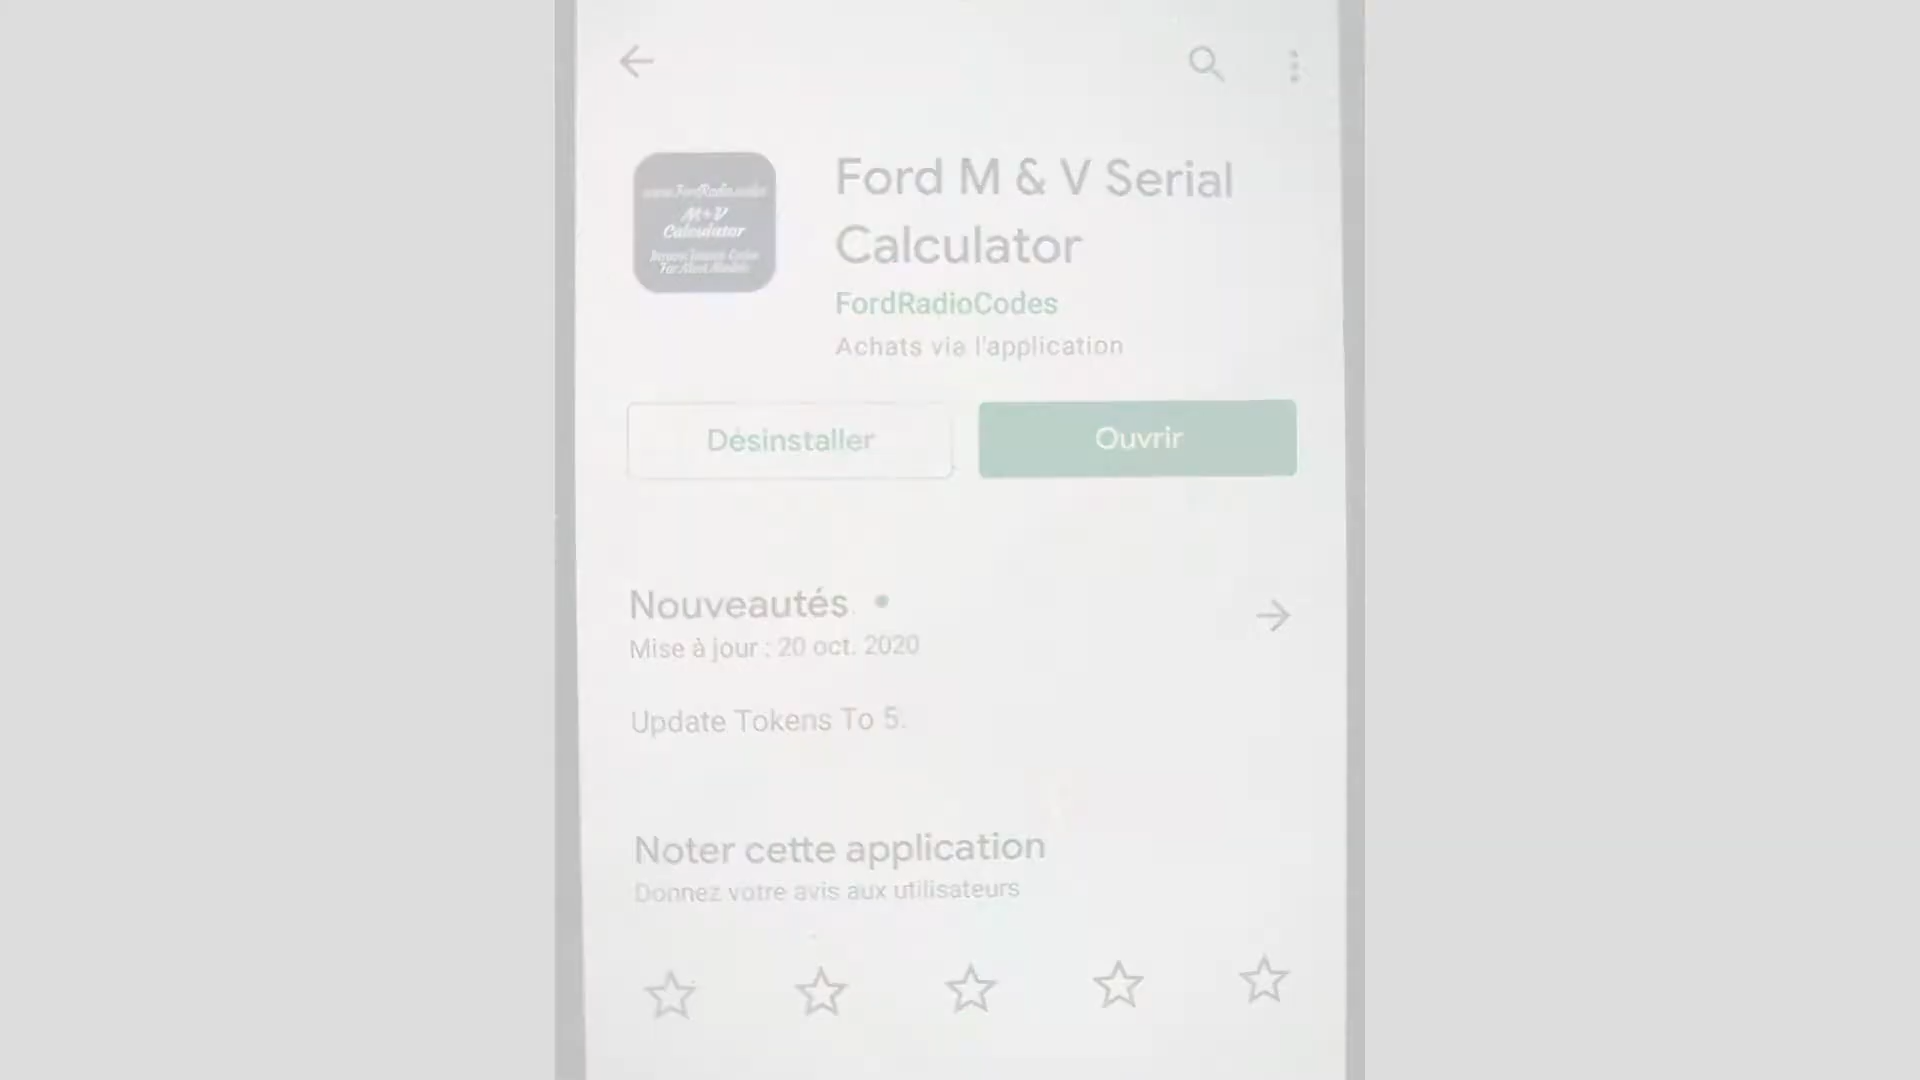 M+V
Calculator
Ford M & V Serial
Calculator
FordRadioCodes
Achats via l'application
Désinstaller
Ouvrir
Nouveautés •
Mise à jour : 20 oct. 2020
Update Tokens To 5.
Noter cette application
Donnez votre avis aux utilisateurs